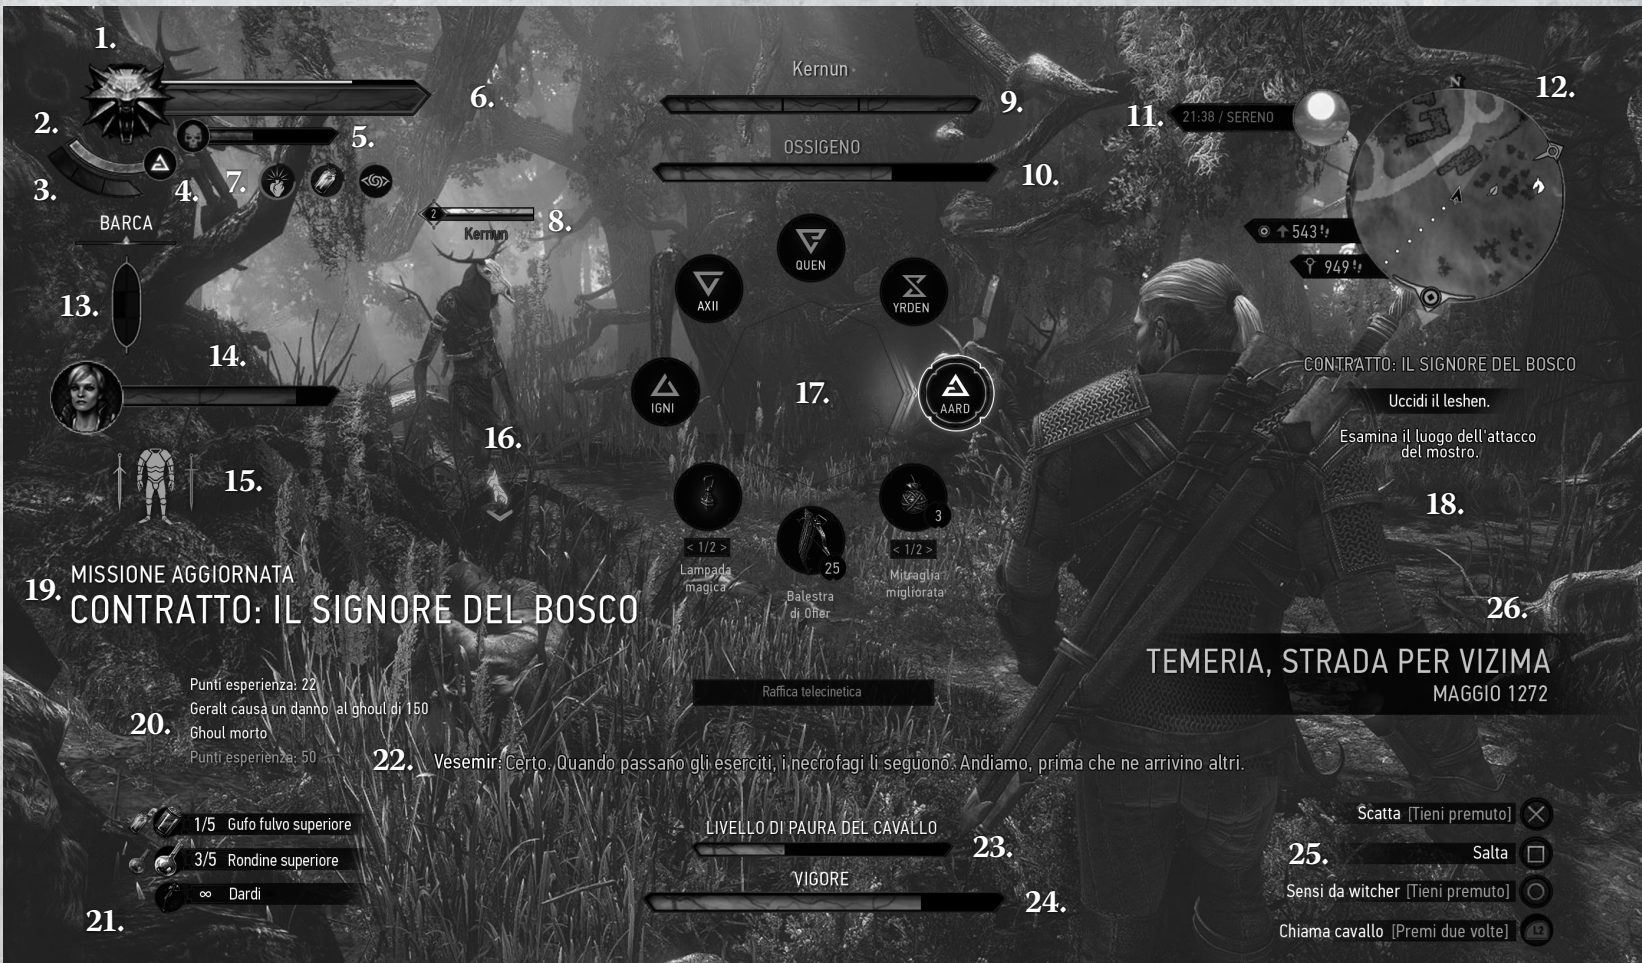 1.
2.
3.
4.
5.
6.
7.
BARCA
2
Kernun
8.
Kernun
9.
OSSIGENO
10.
11.
21:38 / SERENO
12.
N
543
949
13.
14.
15.
16.
QUEN
AXII
YRDEN
IGNI
17.
AARD
< 1/2 >
Lampada
magica
25
Balestra
di Ofier
3
< 1/2 >
Mitraglia
migliorata
CONTRATTO: IL SIGNORE DEL BOSCO
Uccidi il leshen.
Esamina il luogo dell'attacco
del mostro.
18.
19.
MISSIONE AGGIORNATA
CONTRATTO: IL SIGNORE DEL BOSCO
20.
Punti esperienza: 22
Geralt causa un danno al ghoul di 150
Ghoul morto
Punti esperienza: 50
Raffica telecinetica
26.
TEMERIA, STRADA PER VIZIMA
MAGGIO 1272
22.
Vesemir: Certo. Quando passano gli eserciti, i necrofagi li seguono. Andiamo, prima che ne arrivino altri.
1/5 Gufo fulvo superiore
3/5 Rondine superiore
∞ Dardi
21.
LIVELLO DI PAURA DEL CAVALLO
23.
VIGORE
24.
25.
Scatta [Tieni premuto]
Salta
Sensi da witcher [Tieni premuto]
Chiama cavallo [Premi due volte] L2